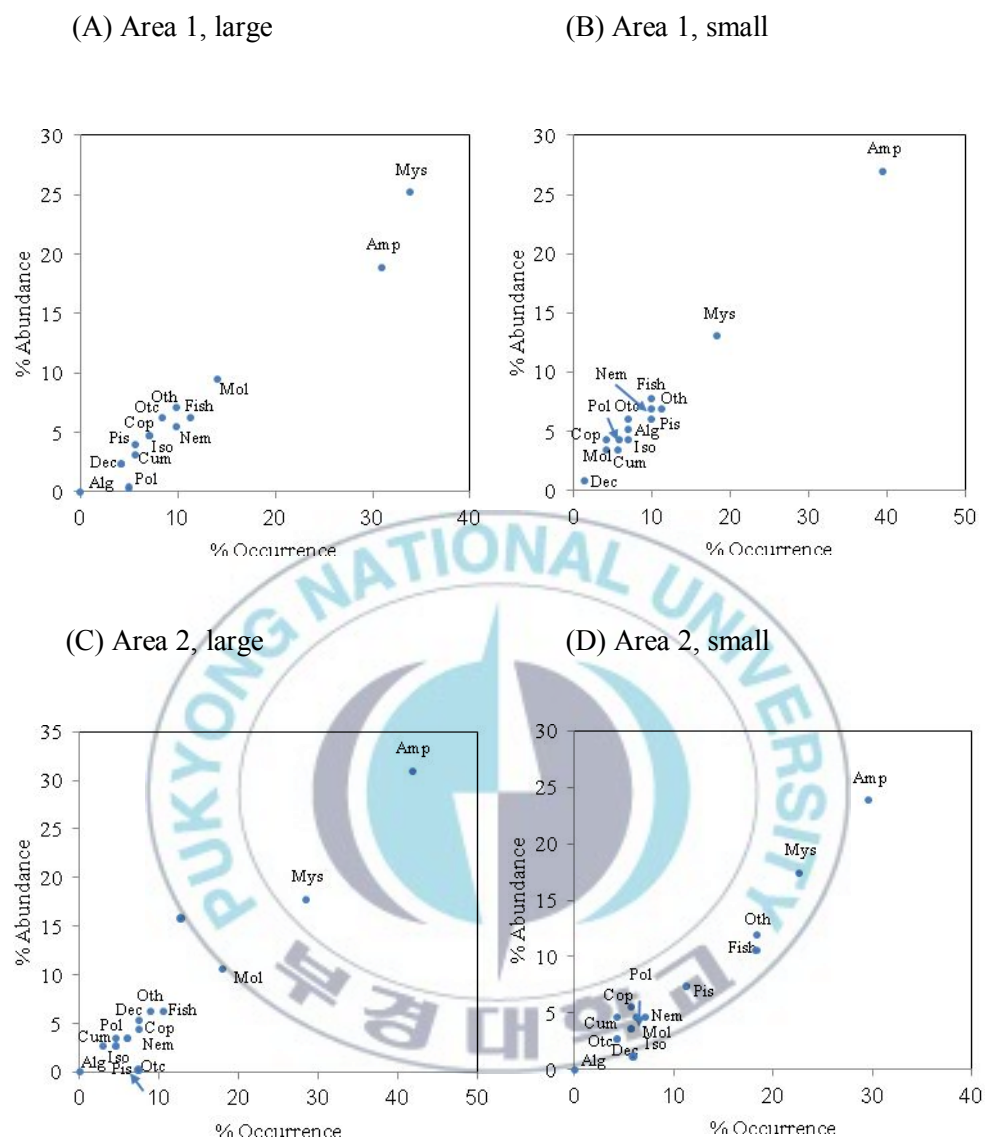 (A) Area 1, large
(B) Area 1, small
30
25
20
15
10
5
0
% Abundance
Mys
Amp
Mol
Oth
Otc
Fish
Cop
Nem
Pis
Iso
Cum
Dec
Pol
Alg
0 10 20 30 40
% Occurrence
30
25
20
15
10
5
0
% Abundance
Amp
Mys
Nem
Fish
Pol Otc Oth
Alg Pis
Cop
Iso
Mol
Cum
Dec
0 10 20 30 40 50
% Occurrence
PUKYONG NATIONAL UNIVERSITY
부경대학교
(C) Area 2, large
(D) Area 2, small
35
30
25
20
15
10
5
0
% Abundance
Amp
Mys
Mol
Oth
Dec Fish
Pol
Cum Cop
Nem
Iso
Alg Pis Otc
0 10 20 30 40 50
% Occurrence
30
25
20
15
10
5
0
% Abundance
Amp
Mys
Oth
Fish
Pol
Cop Pis
Cum Nem
Mol
Otc Iso
Dec
Alg
0 10 20 30 40
% Occurrence